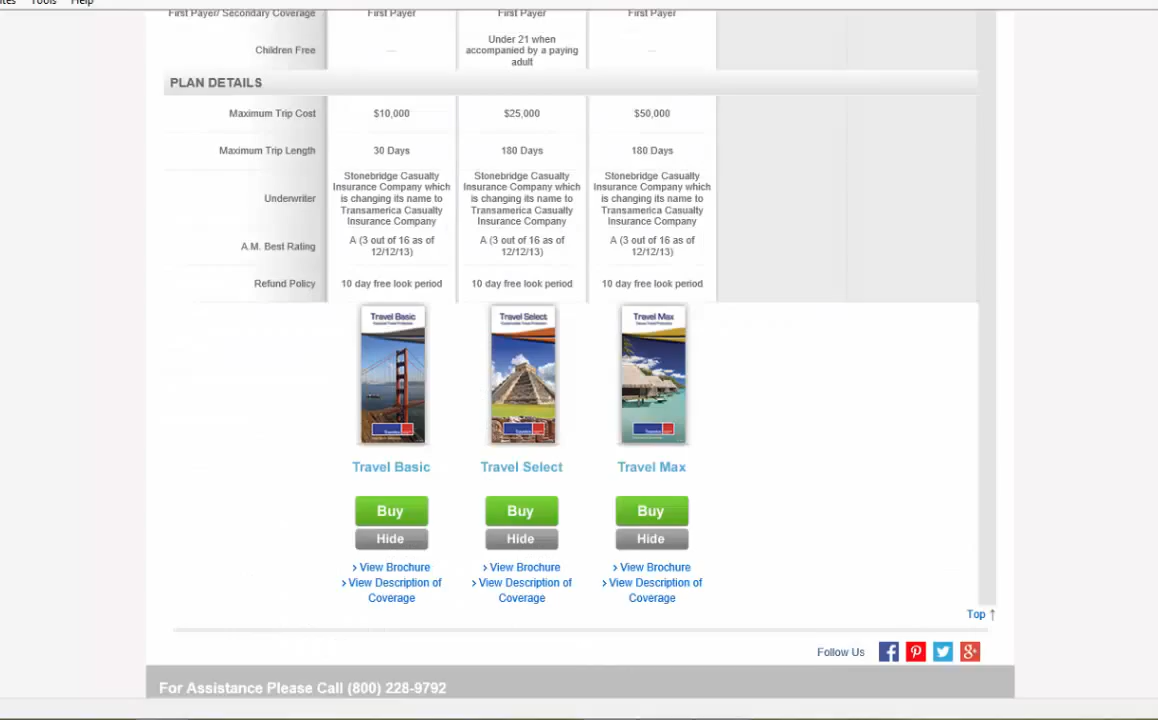 Tools Help
First Payer/ Secondary Coverage First Payer First Payer First Payer
Children Free — Under 21 when accompanied by a paying adult —
PLAN DETAILS
Maximum Trip Cost $10,000 $25,000 $50,000
Maximum Trip Length 30 Days 180 Days 180 Days
Underwriter
Stonebridge Casualty Stonebridge Casualty Stonebridge Casualty
Insurance Company which Insurance Company which Insurance Company which
is changing its name to is changing its name to is changing its name to
Transamerica Casualty Transamerica Casualty Transamerica Casualty
Insurance Company Insurance Company Insurance Company
A.M. Best Rating
A (3 out of 16 as of A (3 out of 16 as of A (3 out of 16 as of
12/12/13) 12/12/13) 12/12/13)
Refund Policy 10 day free look period 10 day free look period 10 day free look period
Travel Basic Travel Select Travel Max
Travel Basic Travel Select Travel Max
Buy Buy Buy
Hide Hide Hide
› View Brochure › View Brochure › View Brochure
› View Description of › View Description of › View Description of
Coverage Coverage Coverage
Top ↑
Follow Us
For Assistance Please Call (800) 228-9792